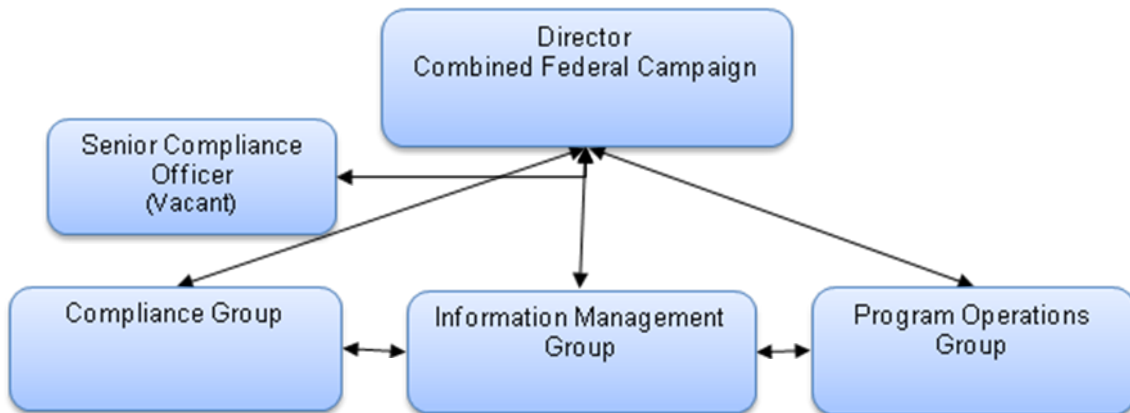 Director
Combined Federal Campaign
Senior Compliance
Officer
(Vacant)
Compliance Group
Information Management
Group
Program Operations
Group